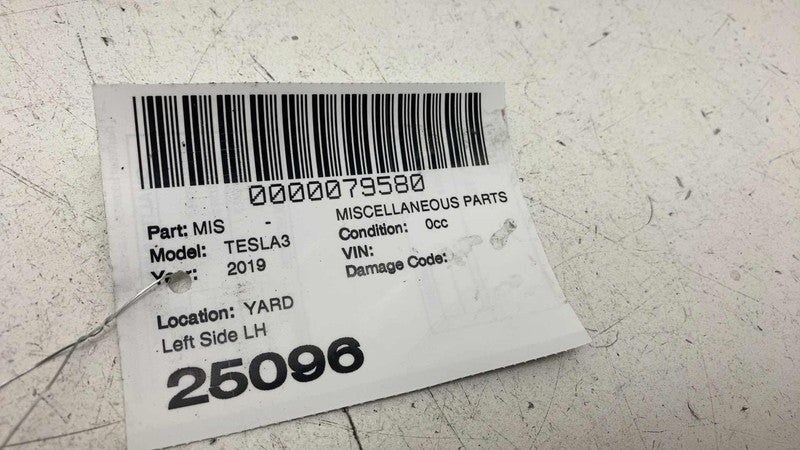 0000079580
Part: MIS - MISCELLANEOUS PARTS
Model: TESLA3 Condition: 0cc
Year: 2019 VIN:
Damage Code:
Location: YARD
Left Side LH
25096